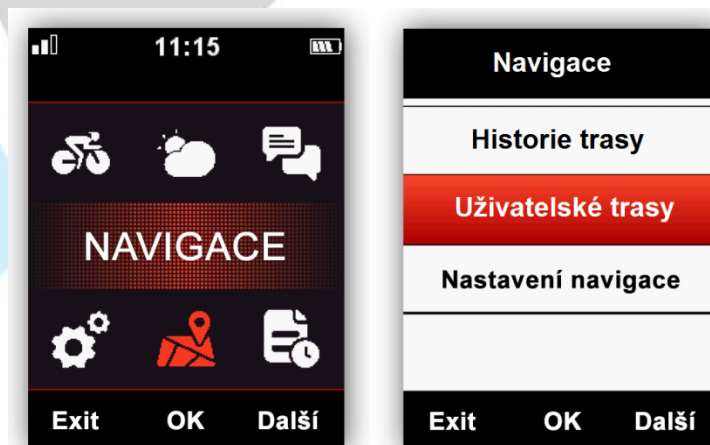 11:15
NAVIGACE
Exit OK Další
Navigace
Historie trasy
Uživatelské trasy
Nastavení navigace
Exit OK Další